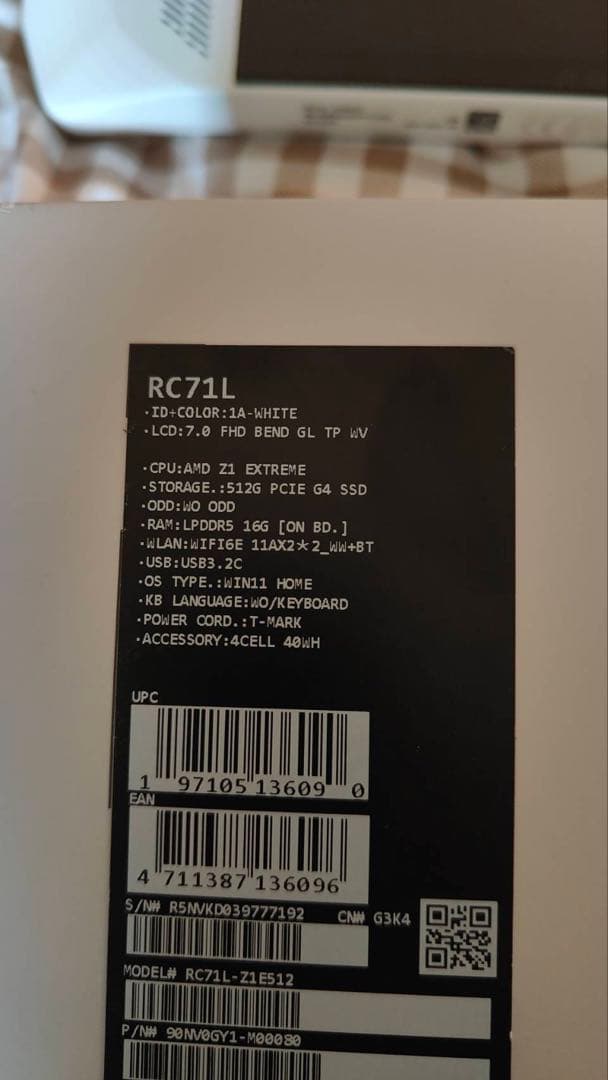 RC71L
·ID+COLOR:1A-WHITE
·LCD:7.0 FHD BEND GL TP WV
·CPU:AMD Z1 EXTREME
·STORAGE.:512G PCIE G4 SSD
·ODD:WO ODD
·RAM:LPDDR5 16G [ON BD.]
·WLAN:WIFI6E 11AX2*2_WW+BT
·USB:USB3.2C
·OS TYPE.:WIN11 HOME
·KB LANGUAGE:WO/KEYBOARD
·POWER CORD.:T-MARK
·ACCESSORY:4CELL 40WH
UPC
1 97105 13609 0
EAN
4 711387 136096
S/N# R5NVKD039777192 CN# G3K4
MODEL# RC71L-Z1E512
P/N# 90NV0GY1-M00080